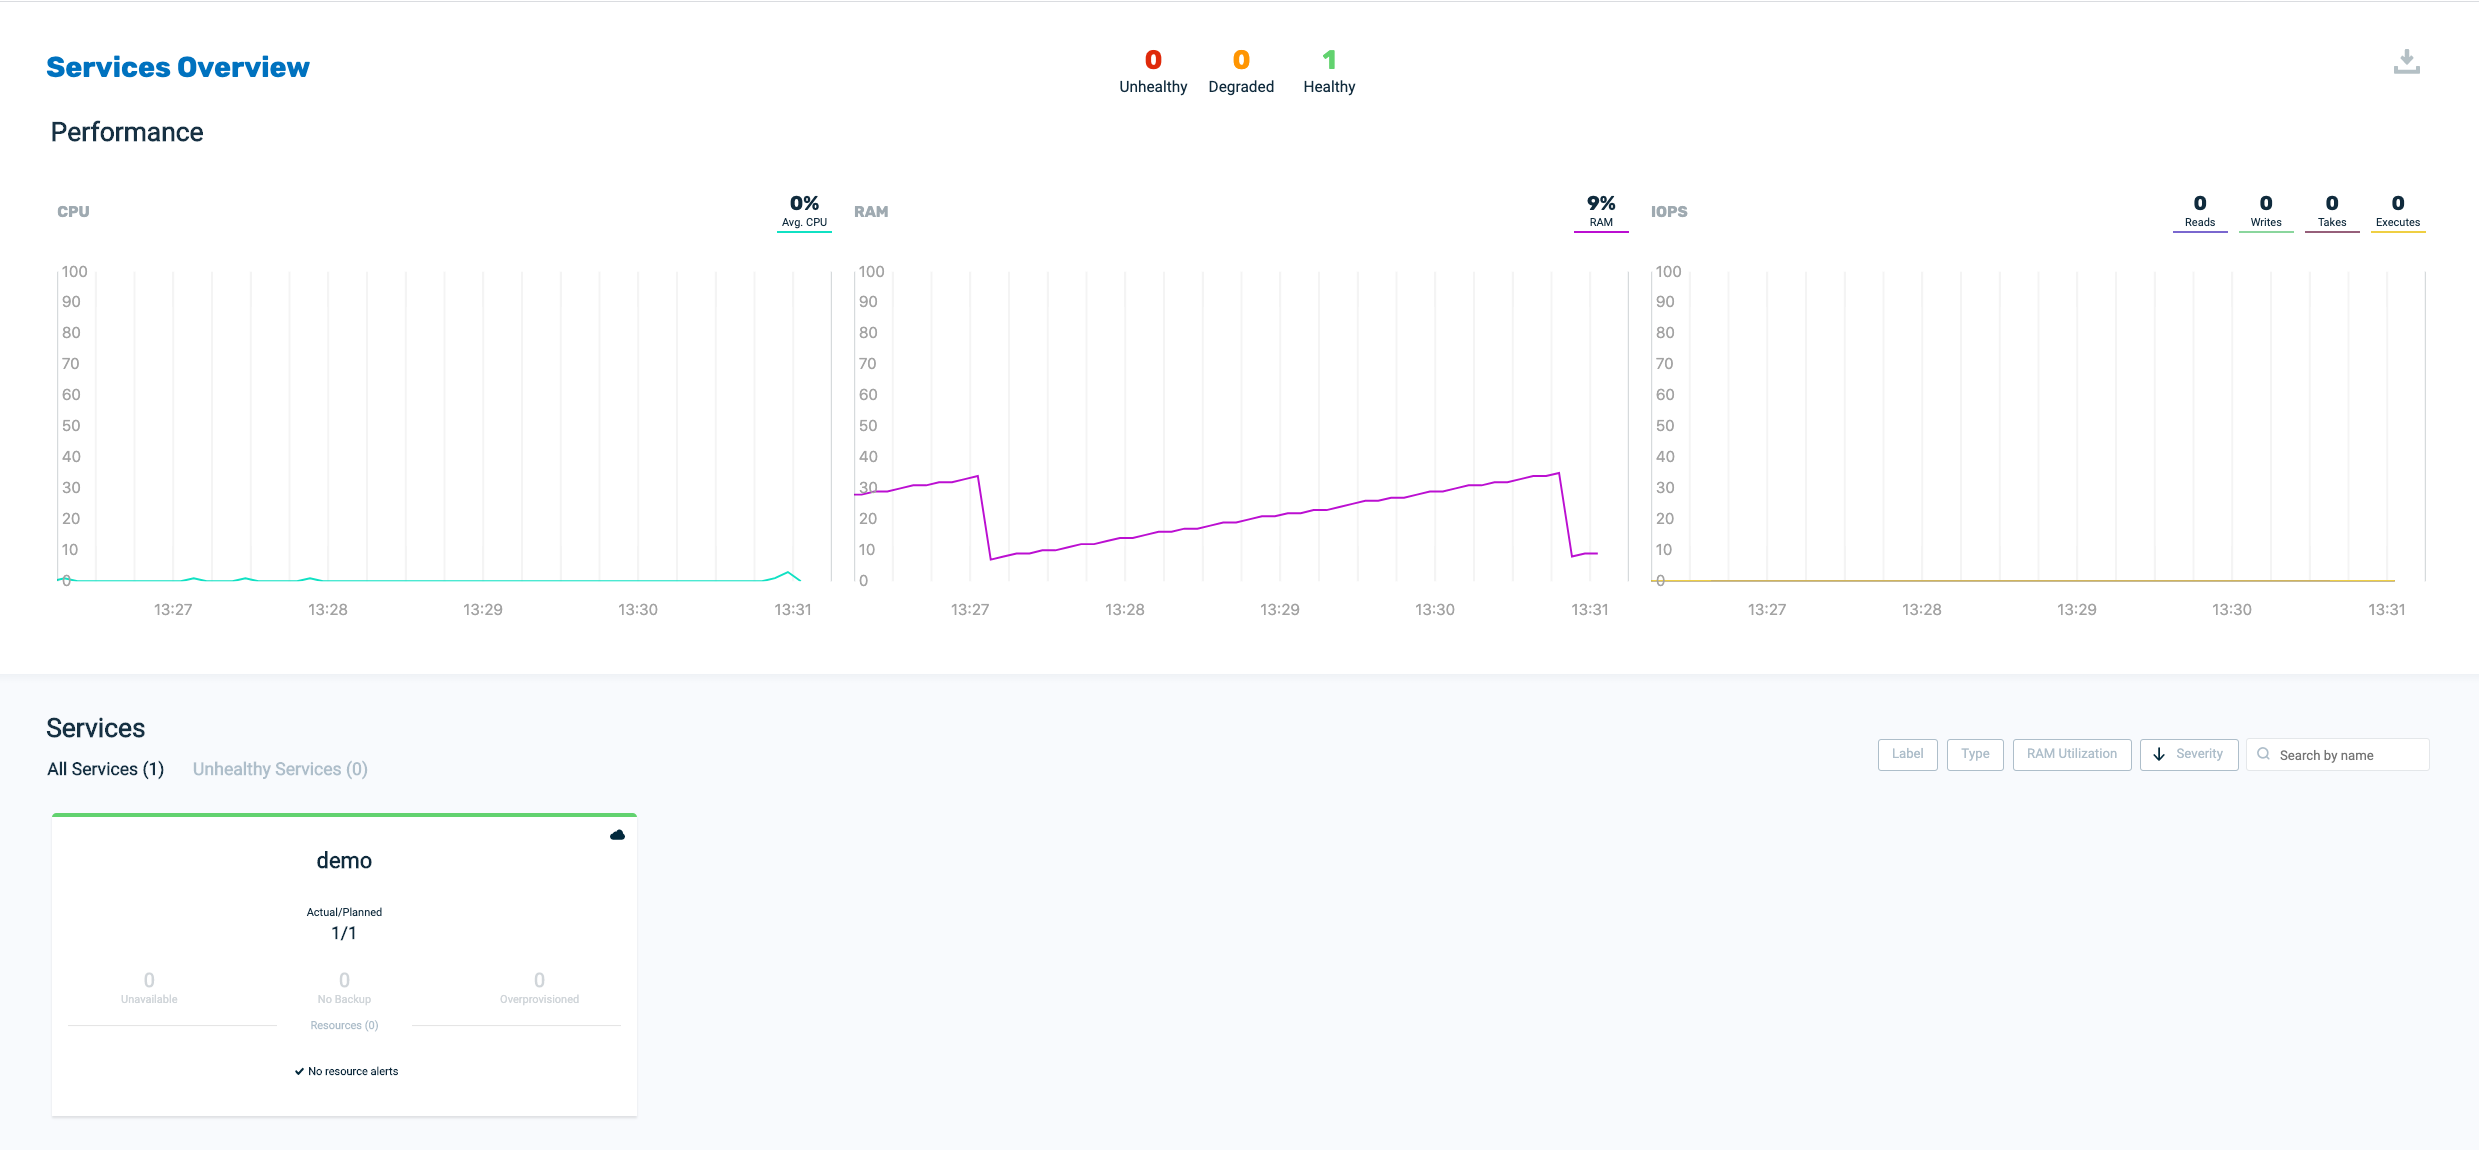 Services Overview
0 0 1
Unhealthy Degraded Healthy
Performance
CPU
0%
Avg. CPU
100
90
80
70
60
50
40
30
20
10
0
13:27 13:28 13:29 13:30 13:31
RAM
9%
RAM
100
90
80
70
60
50
40
30
20
10
0
13:27 13:28 13:29 13:30 13:31
IOPS
0 0 0 0
Reads Writes Takes Executes
100
90
80
70
60
50
40
30
20
10
0
13:27 13:28 13:29 13:30 13:31
Services
All Services (1) Unhealthy Services (0)
Label Type RAM Utilization Severity Search by name
demo
Actual/Planned
1/1
0 0 0
Unavailable No Backup Overprovisioned
Resources (0)
No resource alerts